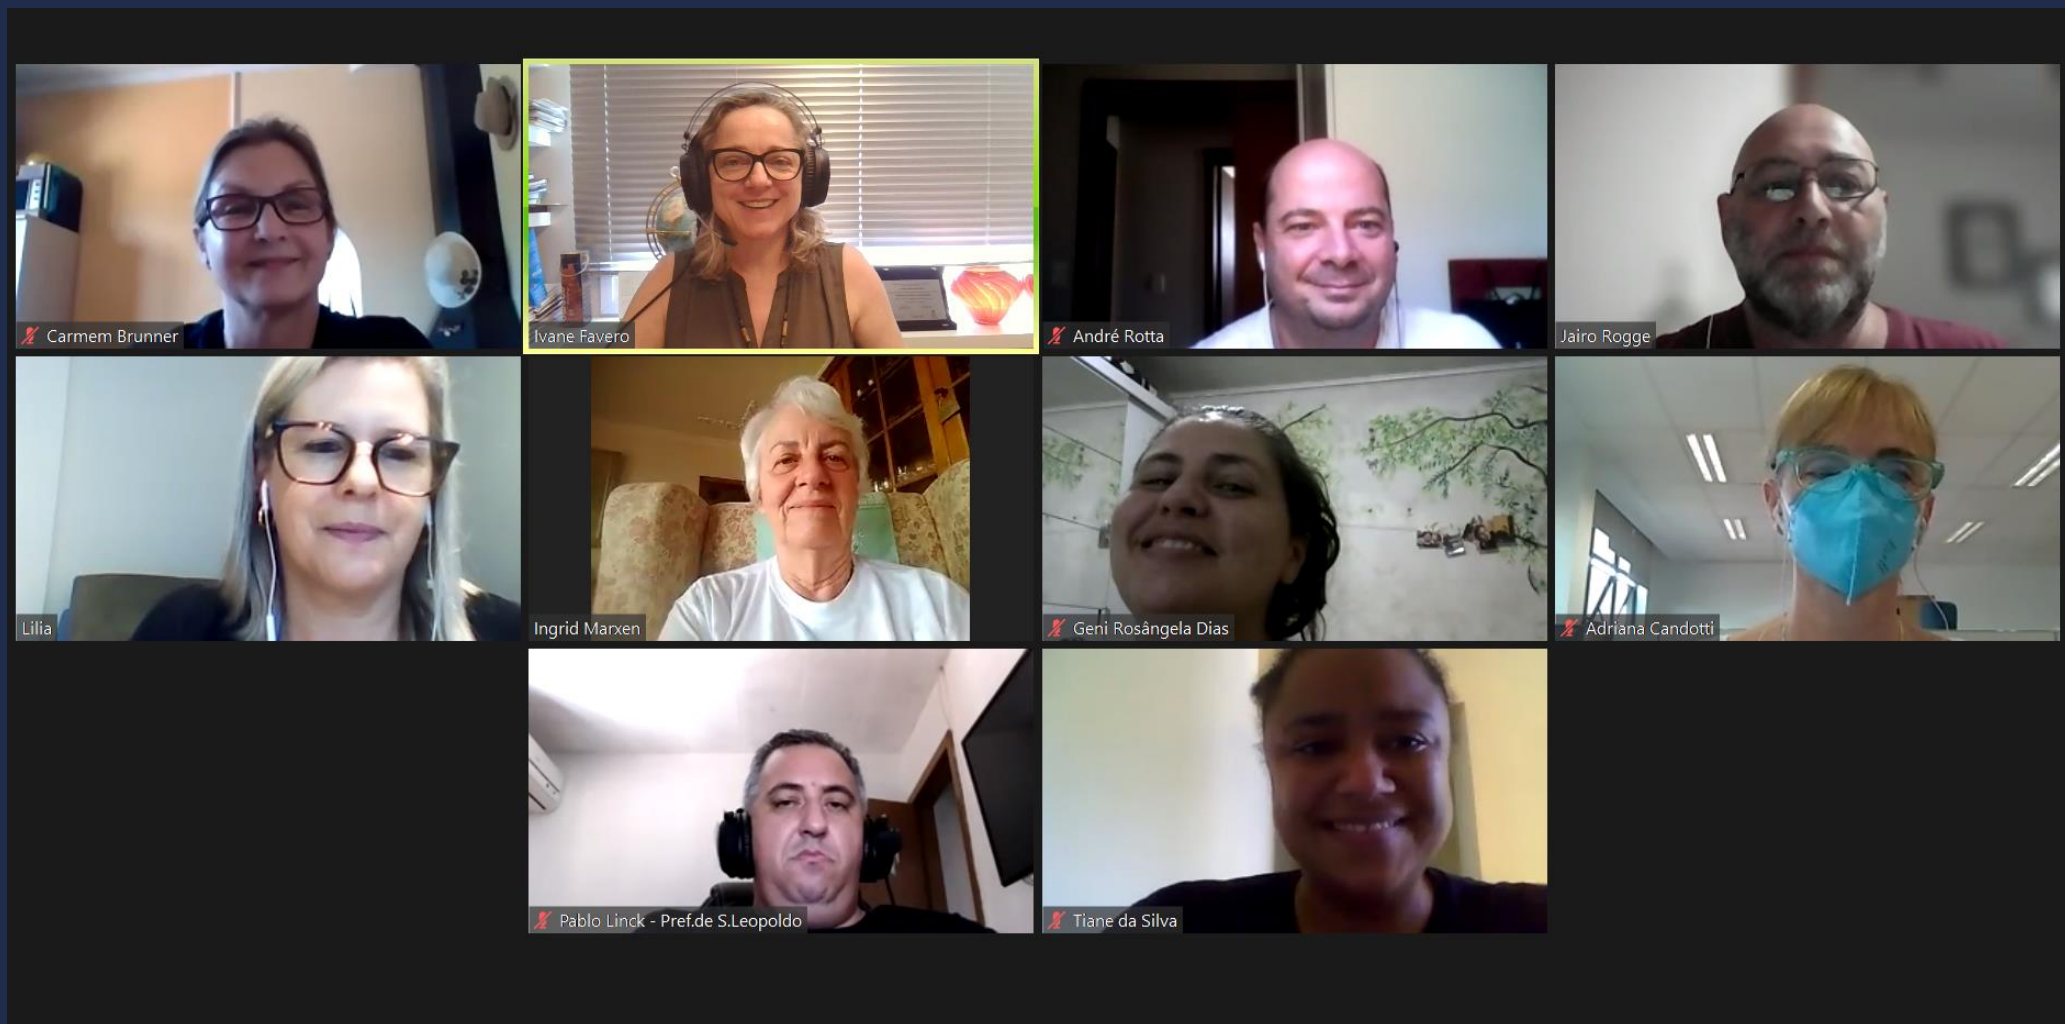 Carmem Brunner
Ivane Favero
André Rotta
Jairo Rogge
Lilia
Ingrid Marxen
Geni Rosângela Dias
Adriana Candotti
Pablo Linck - Pref.de S.Leopoldo
Tiane da Silva